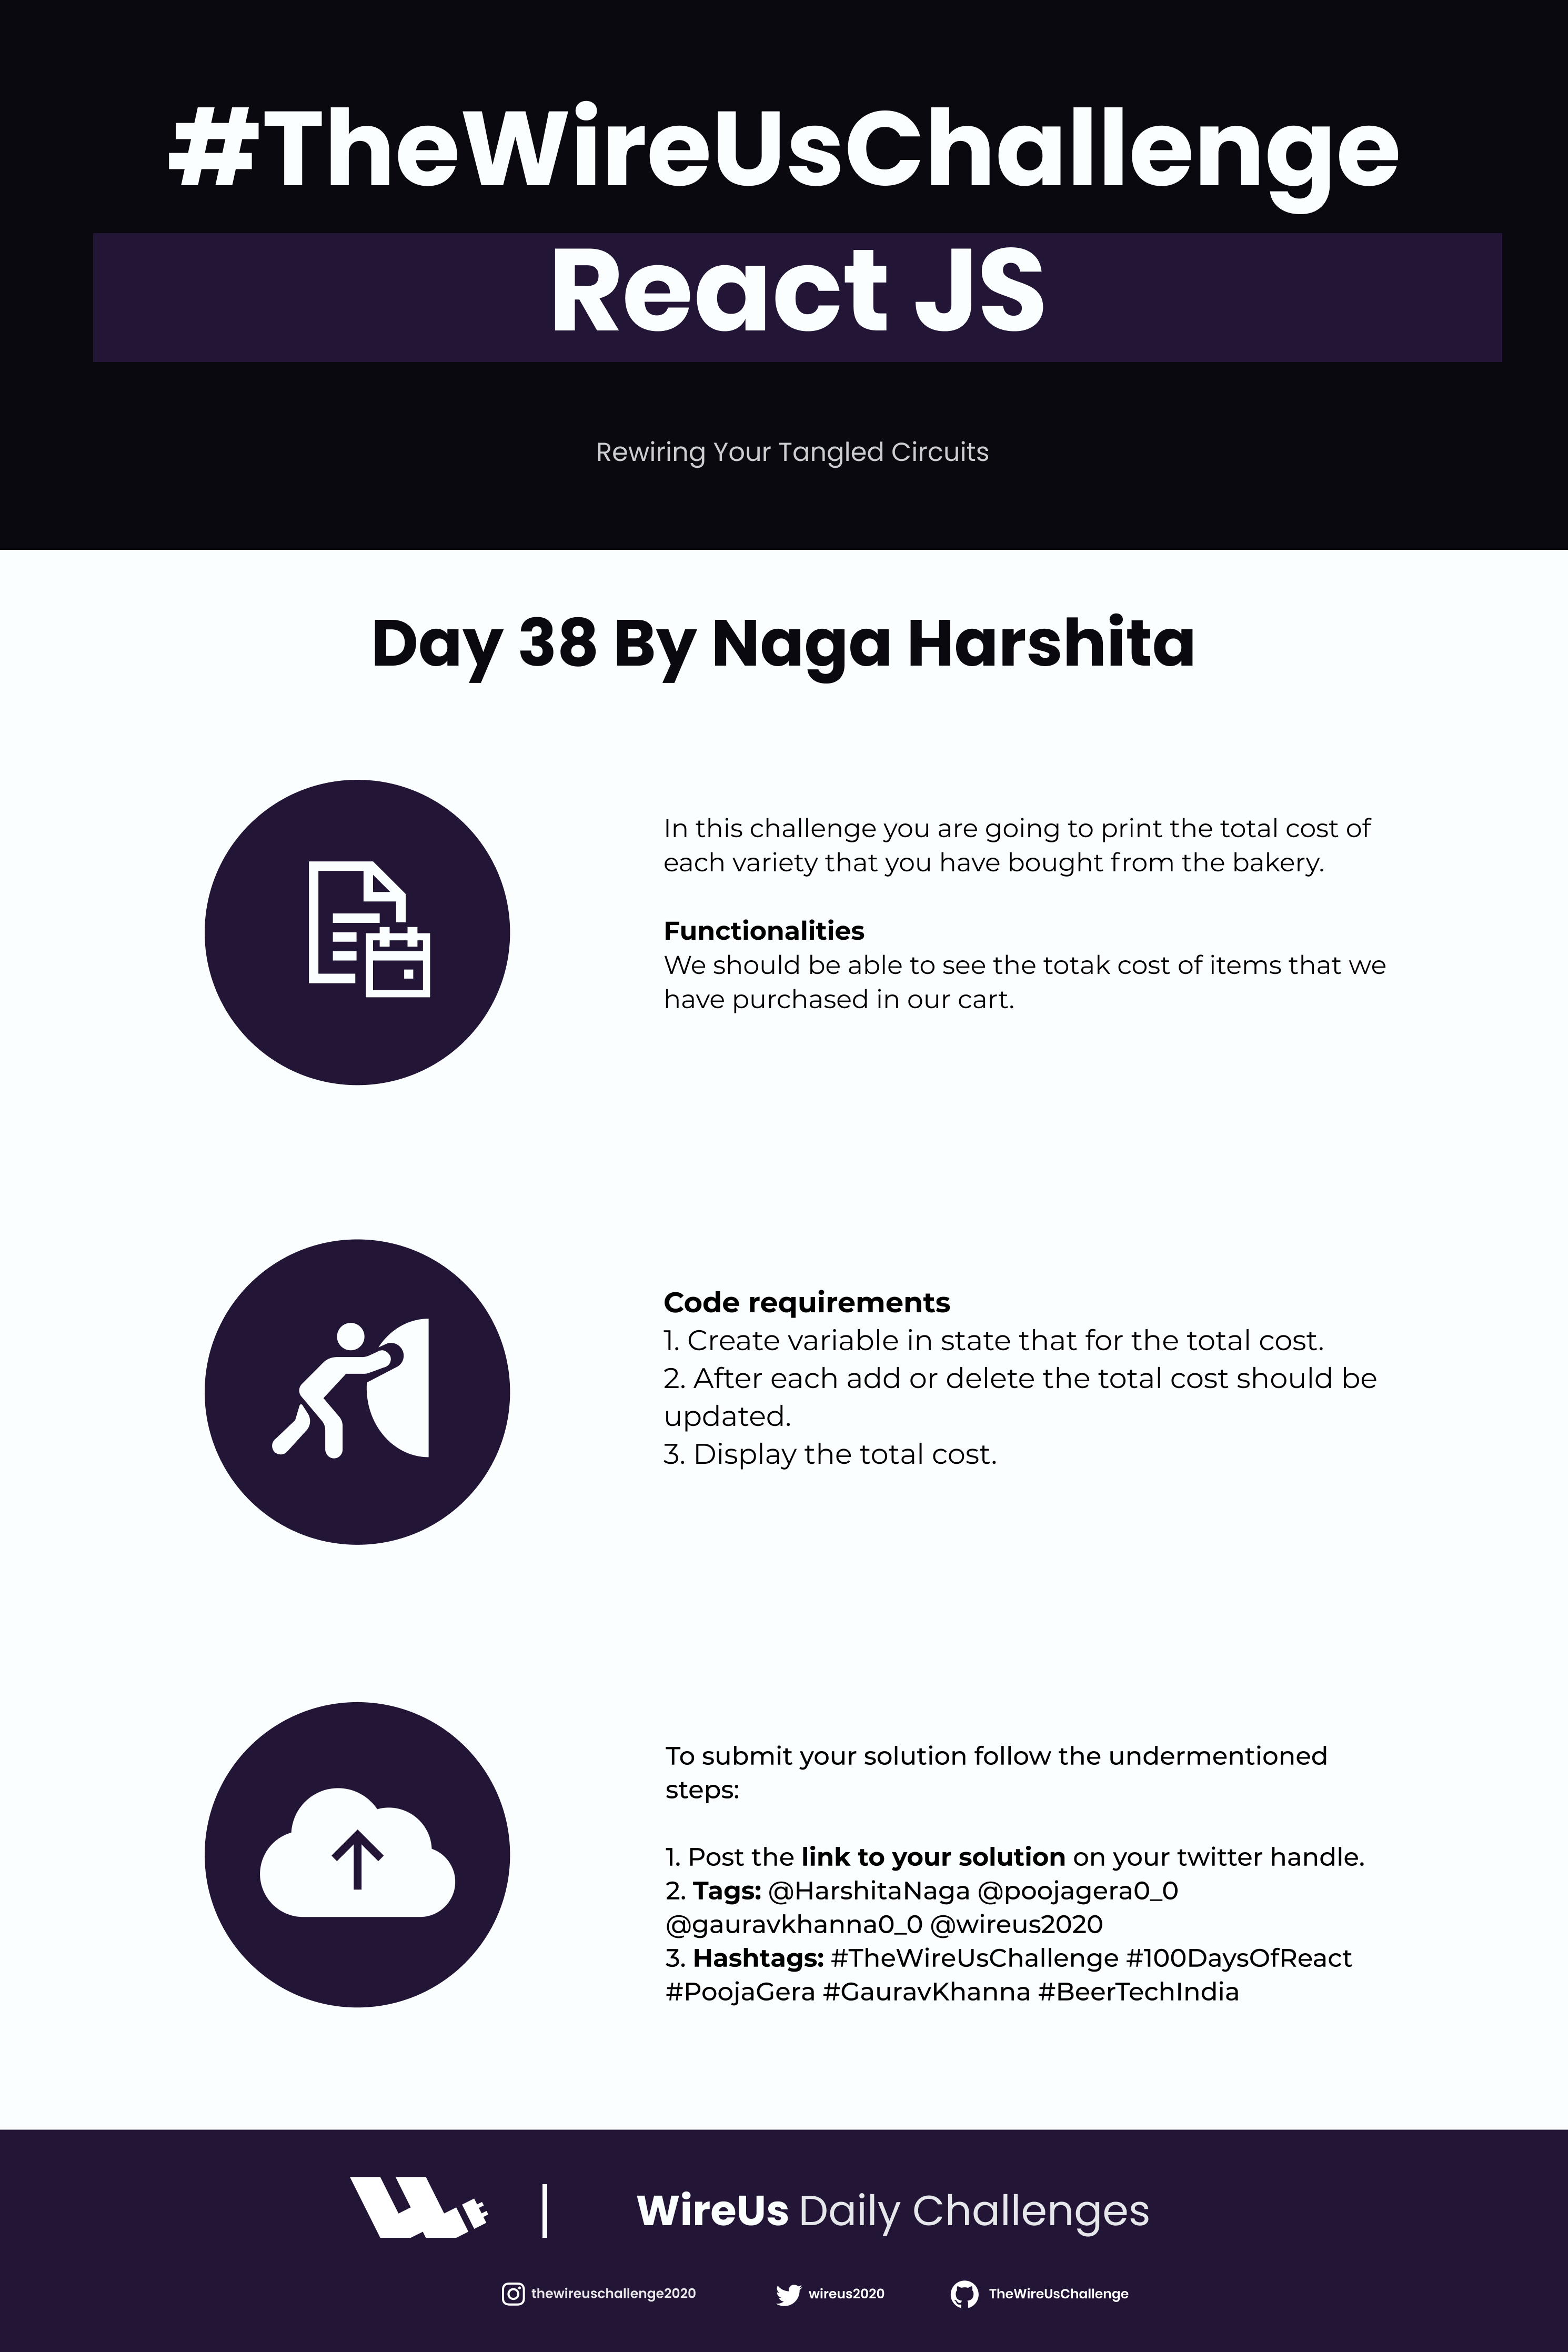 #TheWireUsChallenge
React JS
Rewiring Your Tangled Circuits
Day 38 By Naga Harshita
In this challenge you are going to print the total cost of
each variety that you have bought from the bakery.
Functionalities
We should be able to see the totak cost of items that we
have purchased in our cart.
Code requirements
1. Create variable in state that for the total cost.
2. After each add or delete the total cost should be
updated.
3. Display the total cost.
To submit your solution follow the undermentioned
steps:
1. Post the link to your solution on your twitter handle.
2. Tags: @HarshitaNaga @poojagera0_0
@gauravkhanna0_0 @wireus2020
3. Hashtags: #TheWireUsChallenge #100DaysOfReact
#PoojaGera #GauravKhanna #BeerTechIndia
WireUs Daily Challenges
thewireuschallenge2020
wireus2020
TheWireUsChallenge